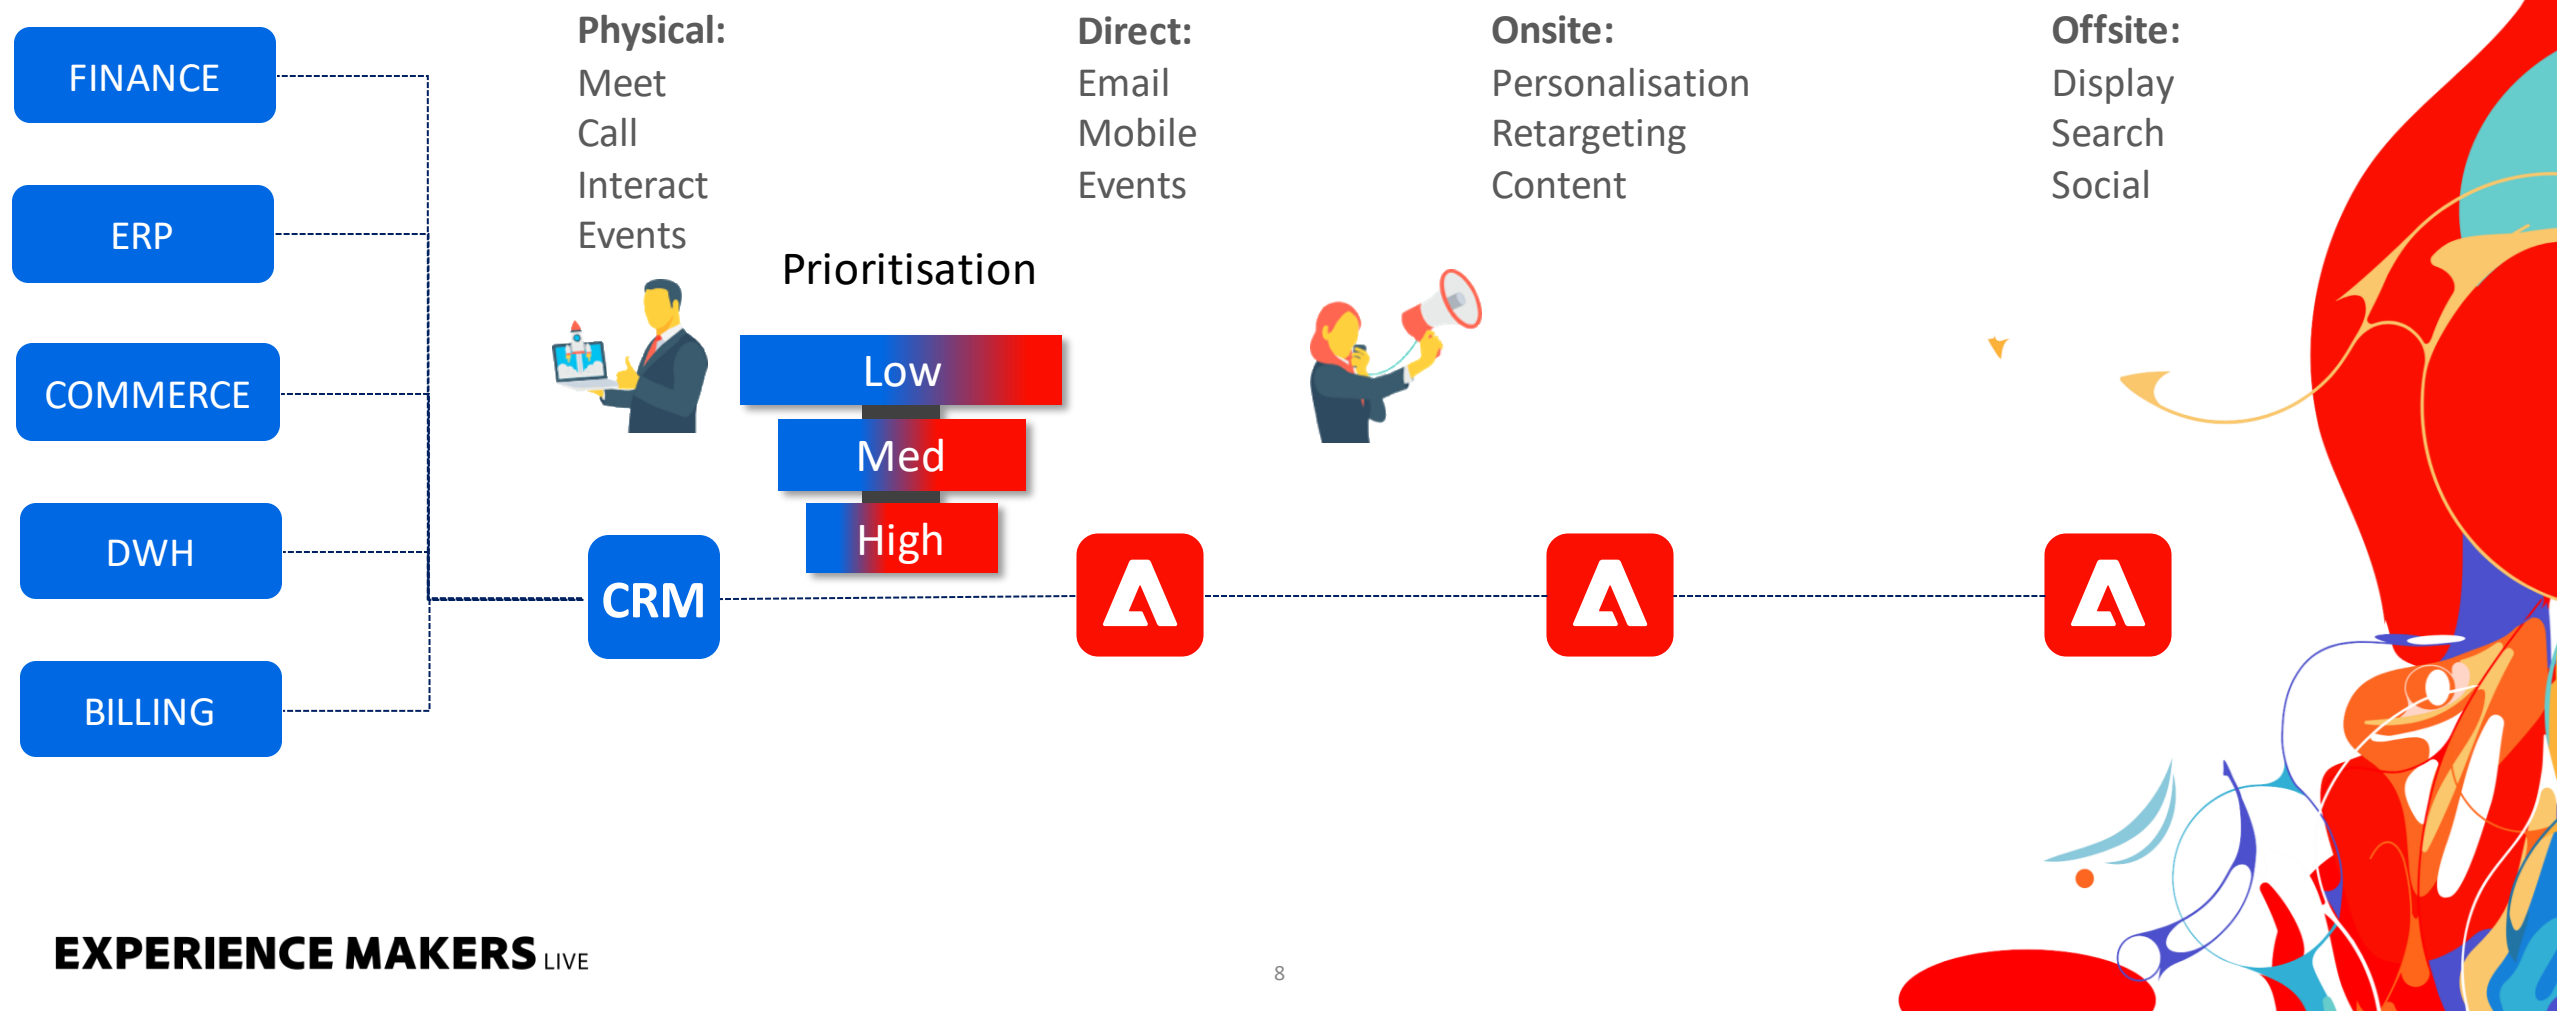 FINANCE
ERP
COMMERCE
DWH
BILLING
Physical:
Meet
Call
Interact
Events
Prioritisation
Low
Med
High
CRM
Direct:
Email
Mobile
Events
Onsite:
Personalisation
Retargeting
Content
Offsite:
Display
Search
Social
EXPERIENCE MAKERS LIVE
8